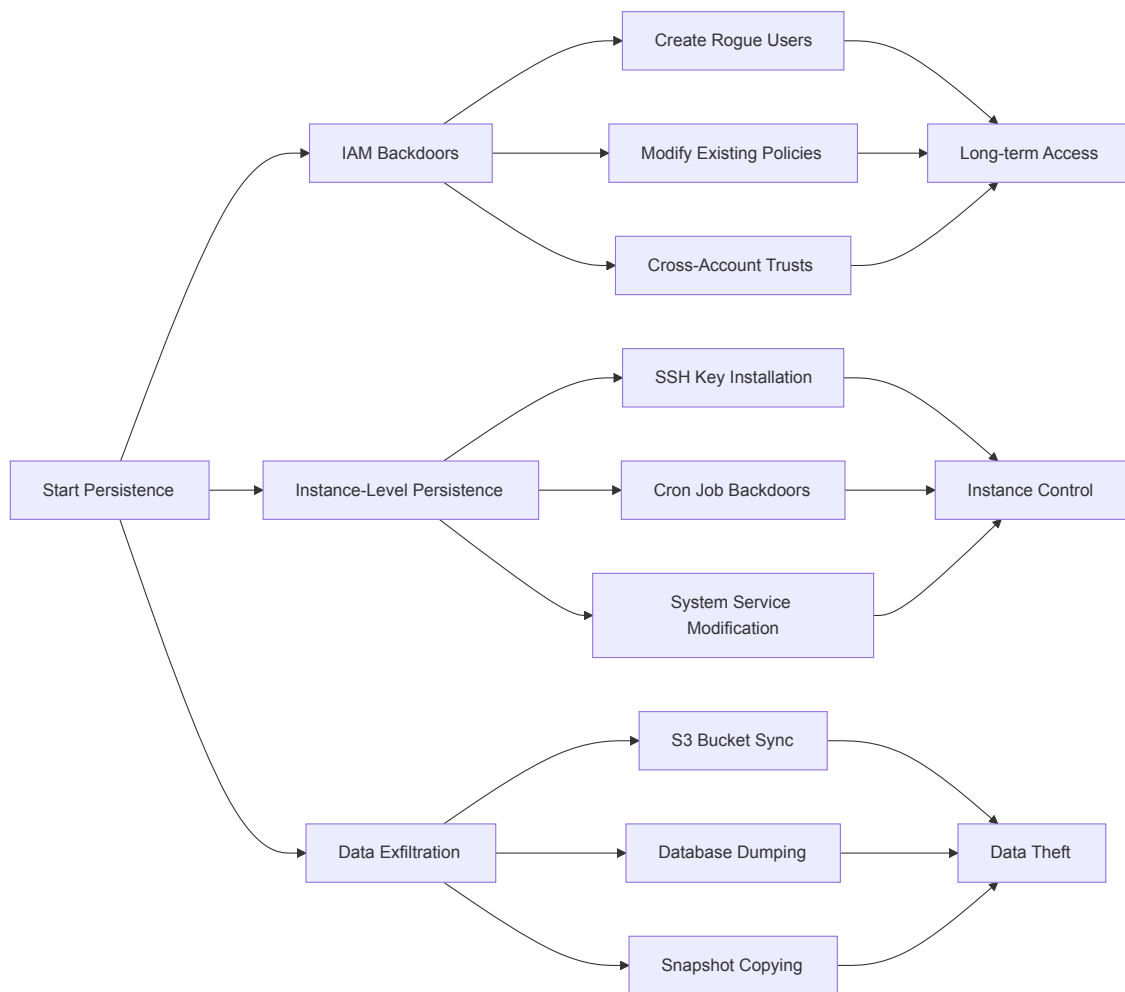 Create Rogue Users
IAM Backdoors
Modify Existing Policies
Long-term Access
Cross-Account Trusts
SSH Key Installation
Start Persistence
Instance-Level Persistence
Cron Job Backdoors
Instance Control
System Service
Modification
S3 Bucket Sync
Data Exfiltration
Database Dumping
Data Theft
Snapshot Copying